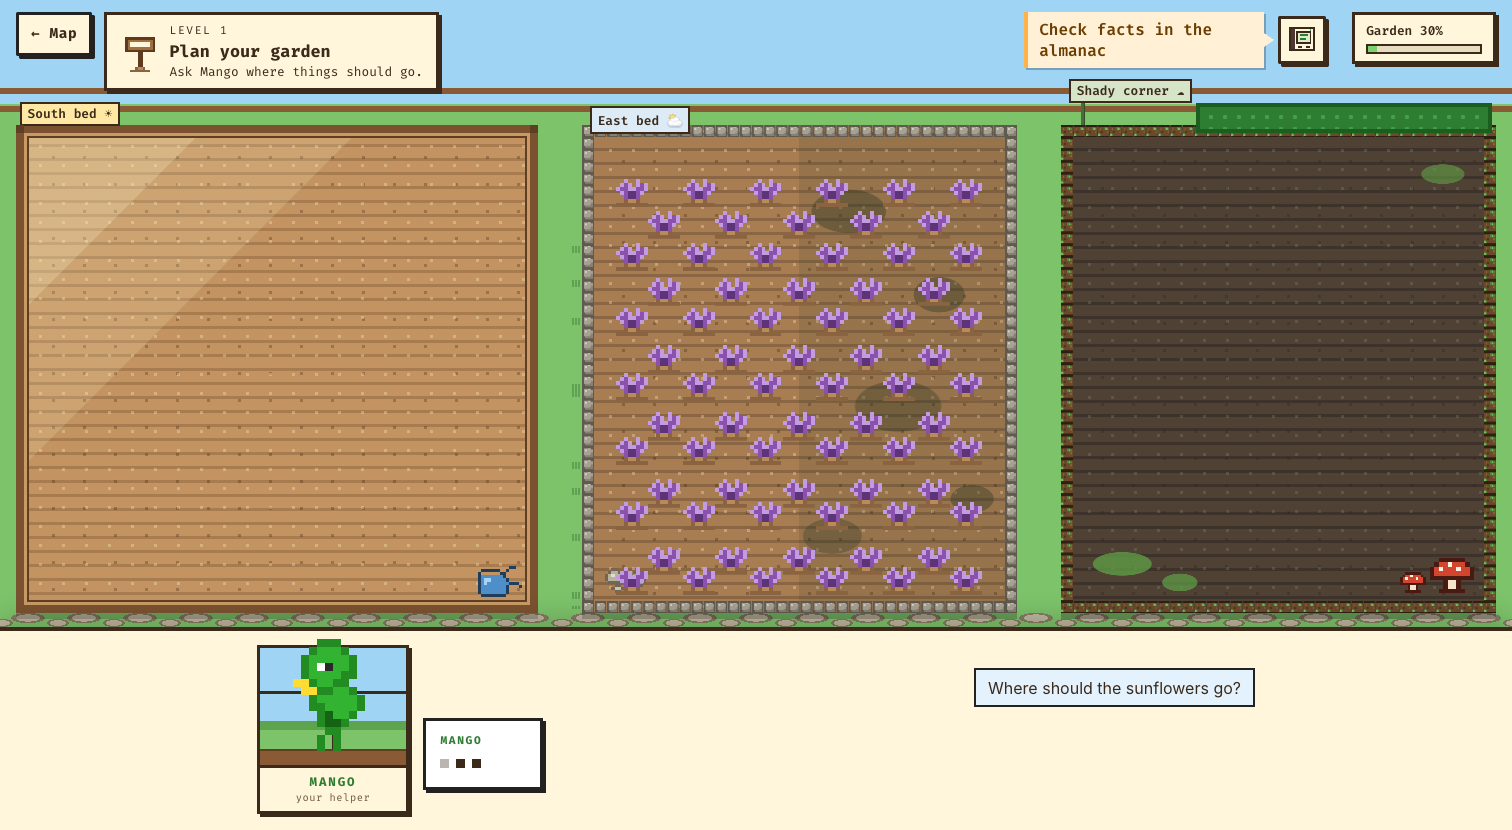 ← Map
LEVEL 1
Plan your garden
Ask Mango where things should go.
Check facts in the
almanac
Garden 30%
South bed ☀
East bed ⛅
Shady corner ☁
Where should the sunflowers go?
MANGO
MANGO
your helper